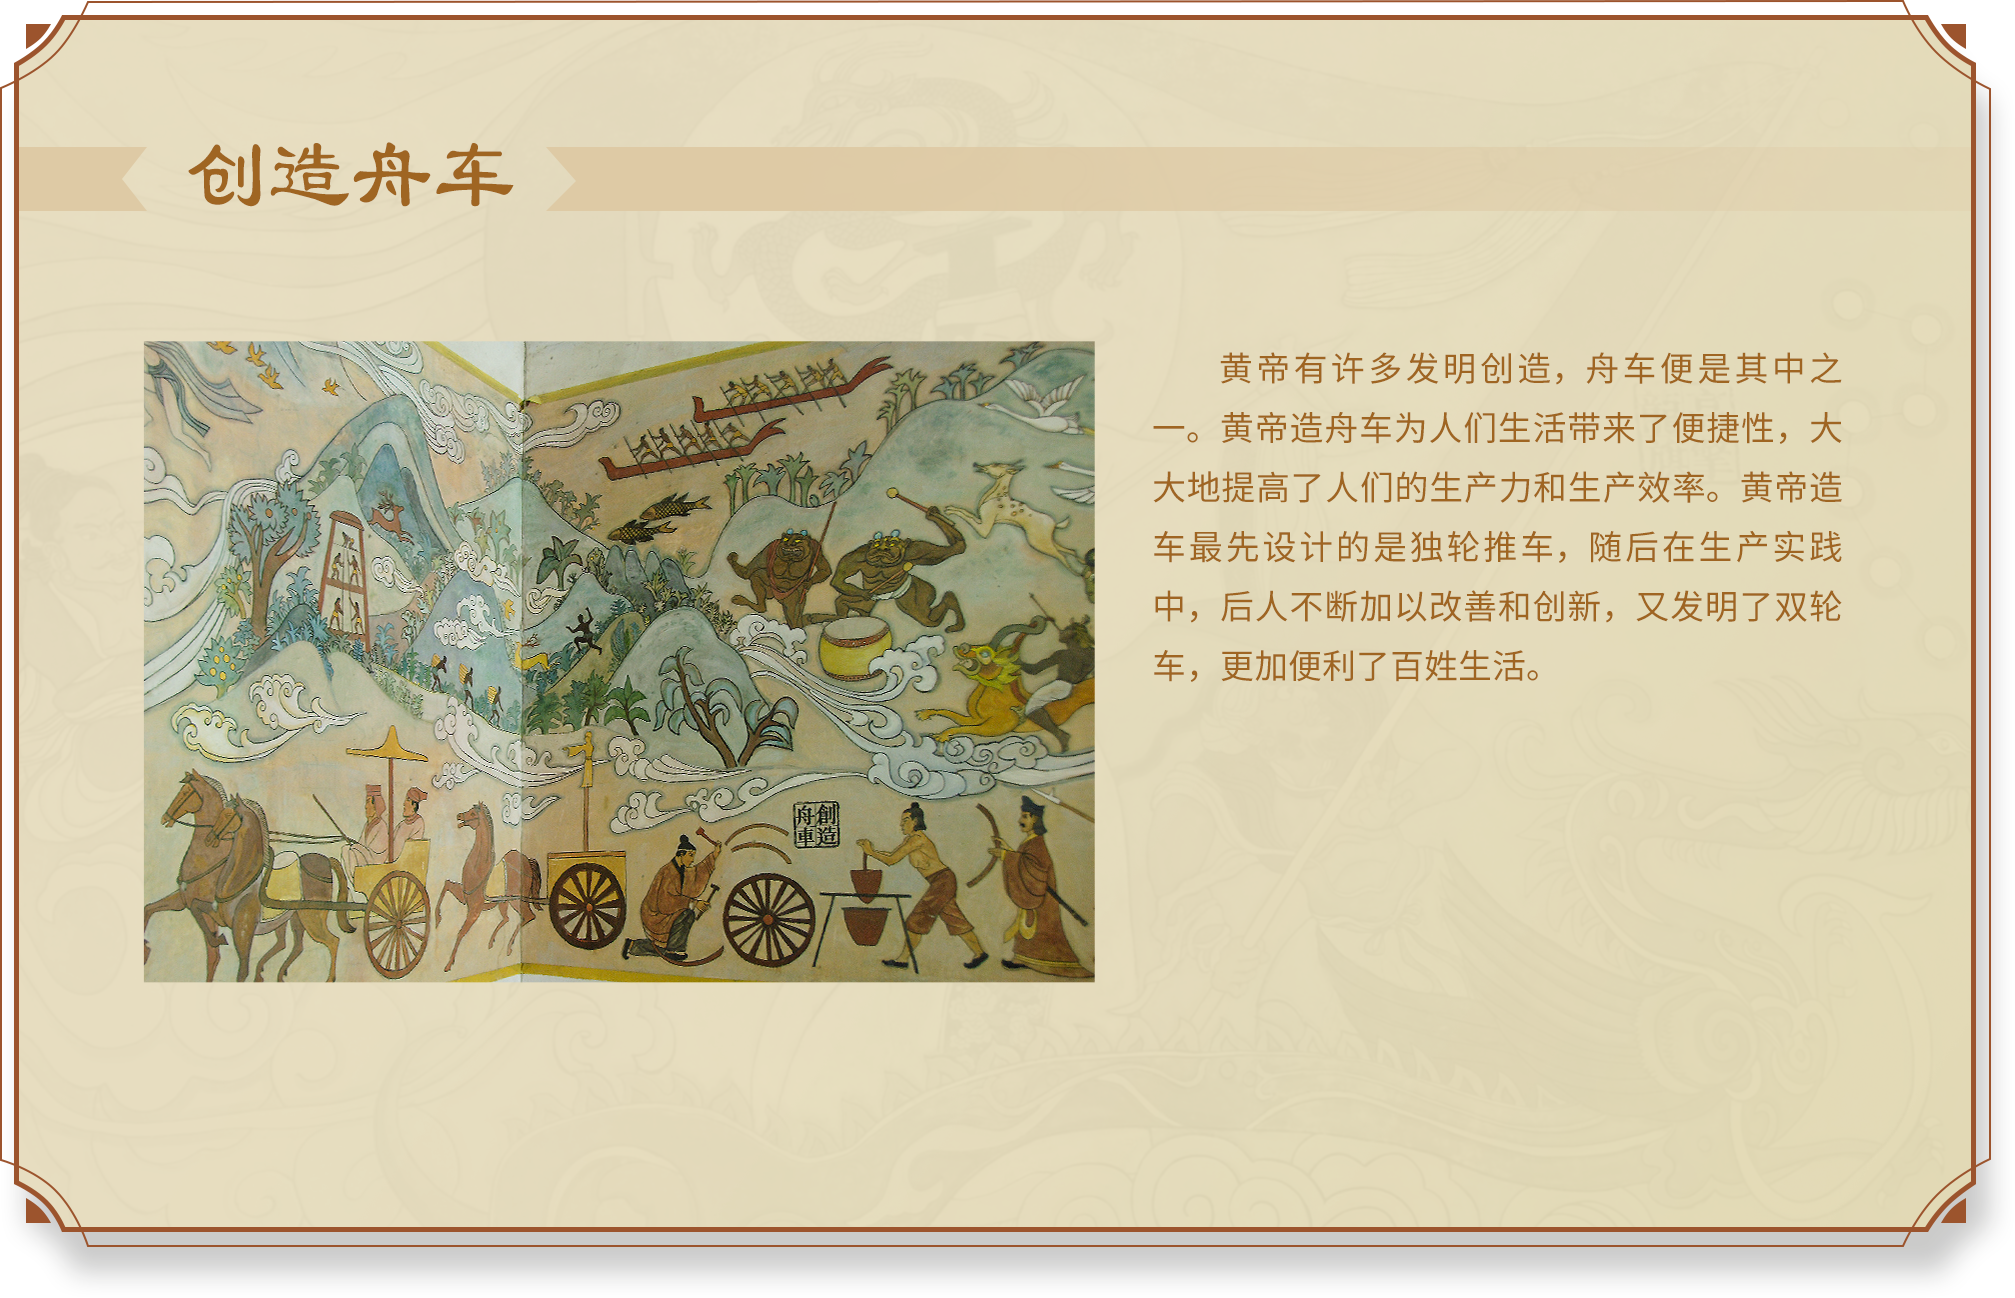 创造舟车
黄帝有许多发明创造，舟车便是其中之
一。黄帝造舟车为人们生活带来了便捷性，大
大地提高了人们的生产力和生产效率。黄帝造
车最先设计的是独轮推车，随后在生产实践
中，后人不断加以改善和创新，又发明了双轮
车，更加便利了百姓生活。
創造
舟車